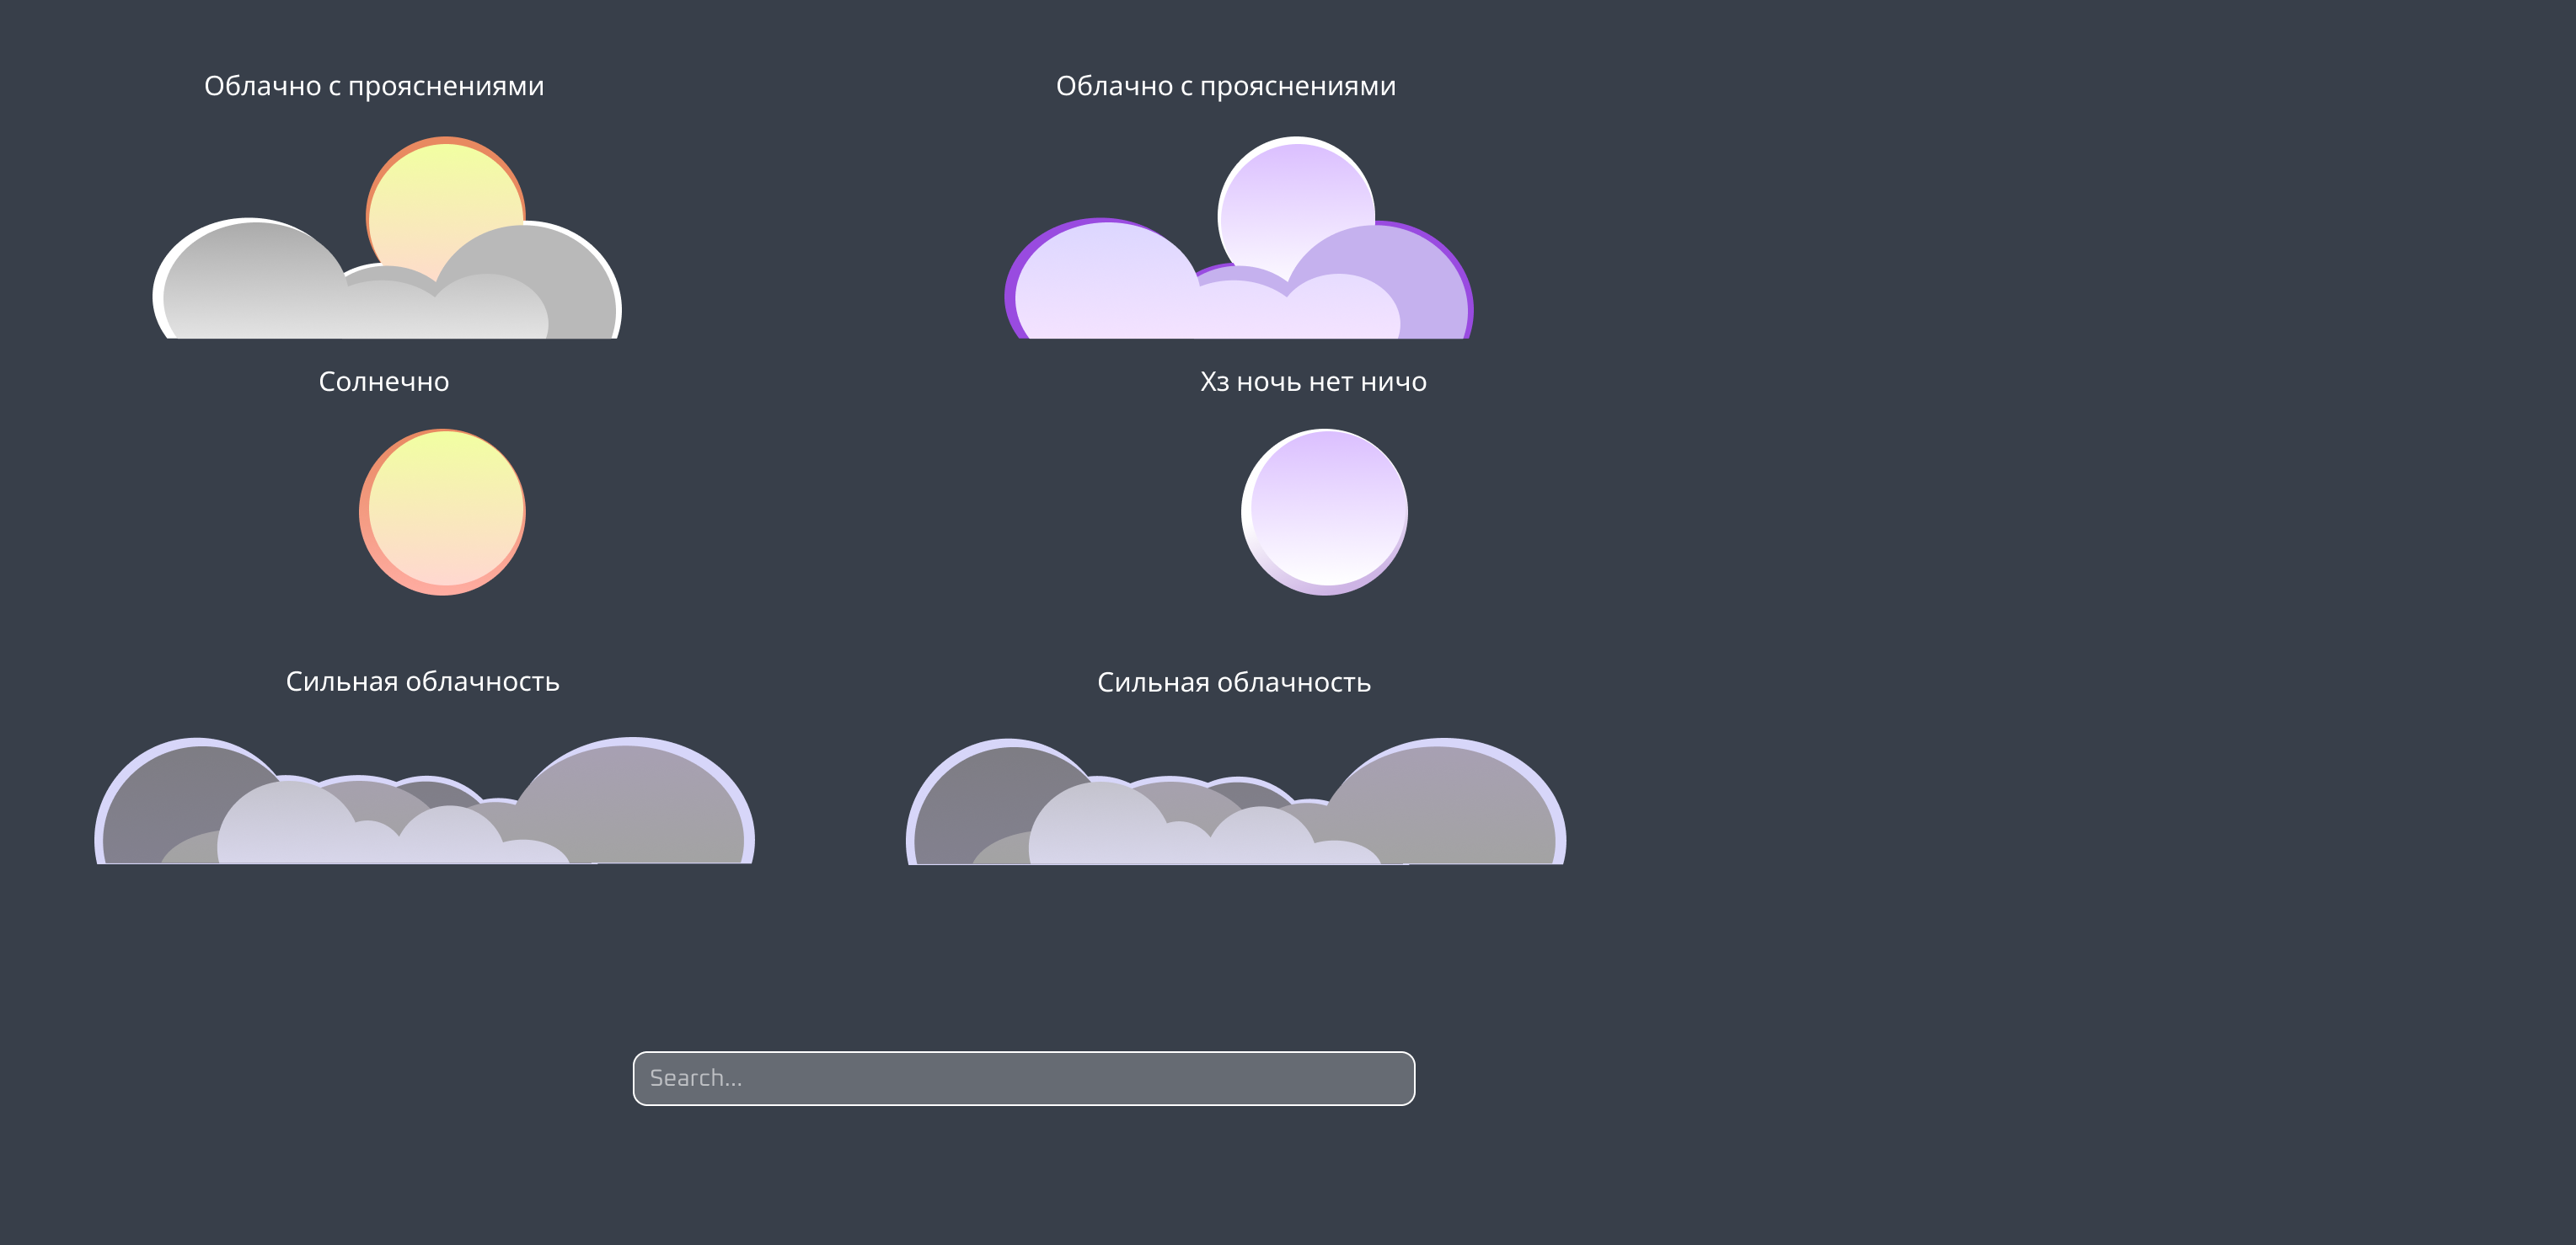 Облачно с прояснениями
Облачно с прояснениями
Солнечно
Хз ночь нет ничо
Сильная облачность
Сильная облачность
Search...